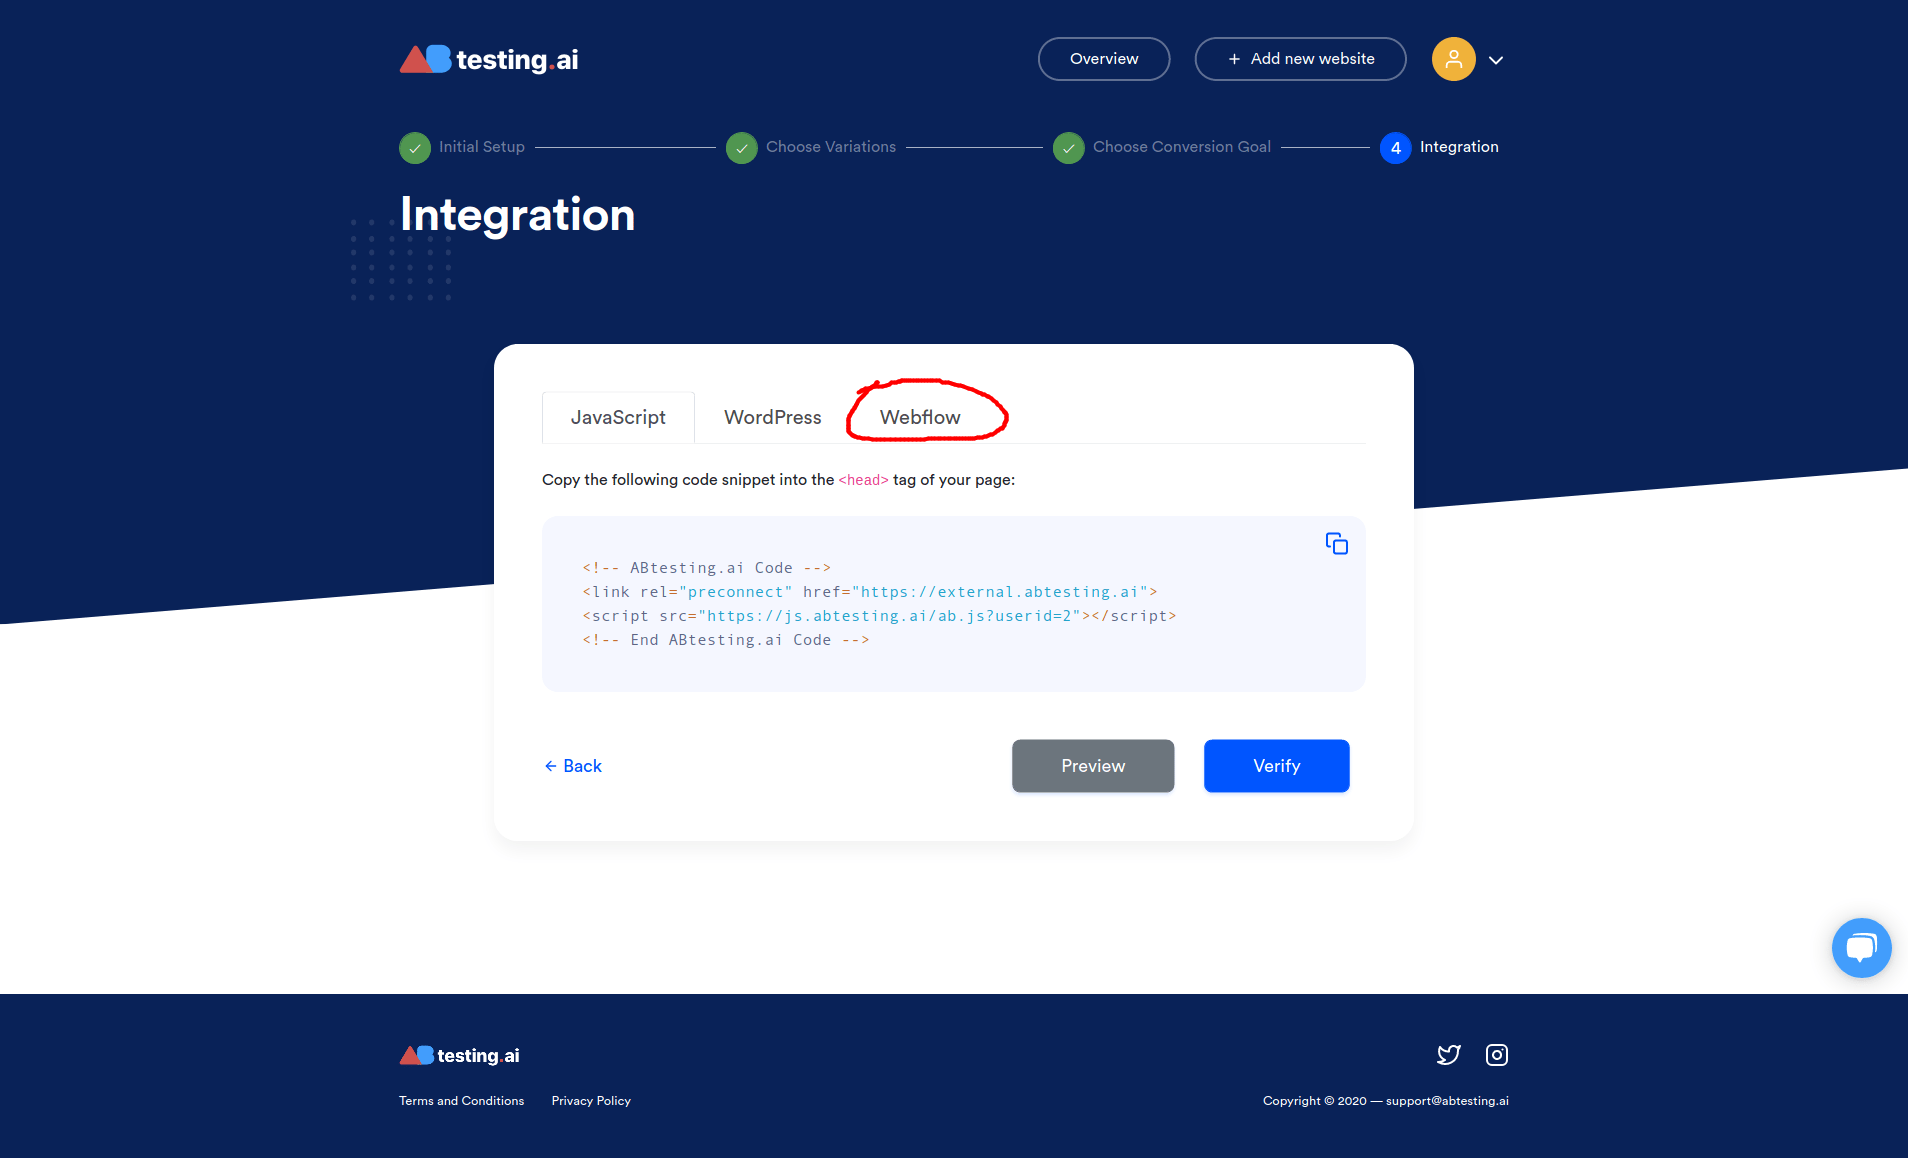 AB testing.ai
Overview
+ Add new website
Initial Setup
Choose Variations
Choose Conversion Goal
4 Integration
Integration
JavaScript
WordPress
Webflow
Copy the following code snippet into the <head> tag of your page:
<!-- ABtesting.ai Code -->
<link rel="preconnect" href="https://external.abtesting.ai">
<script src="https://js.abtesting.ai/ab.js?userid=2"></script>
<!-- End ABtesting.ai Code -->
← Back
Preview
Verify
AB testing.ai
Terms and Conditions
Privacy Policy
Copyright © 2020 — support@abtesting.ai